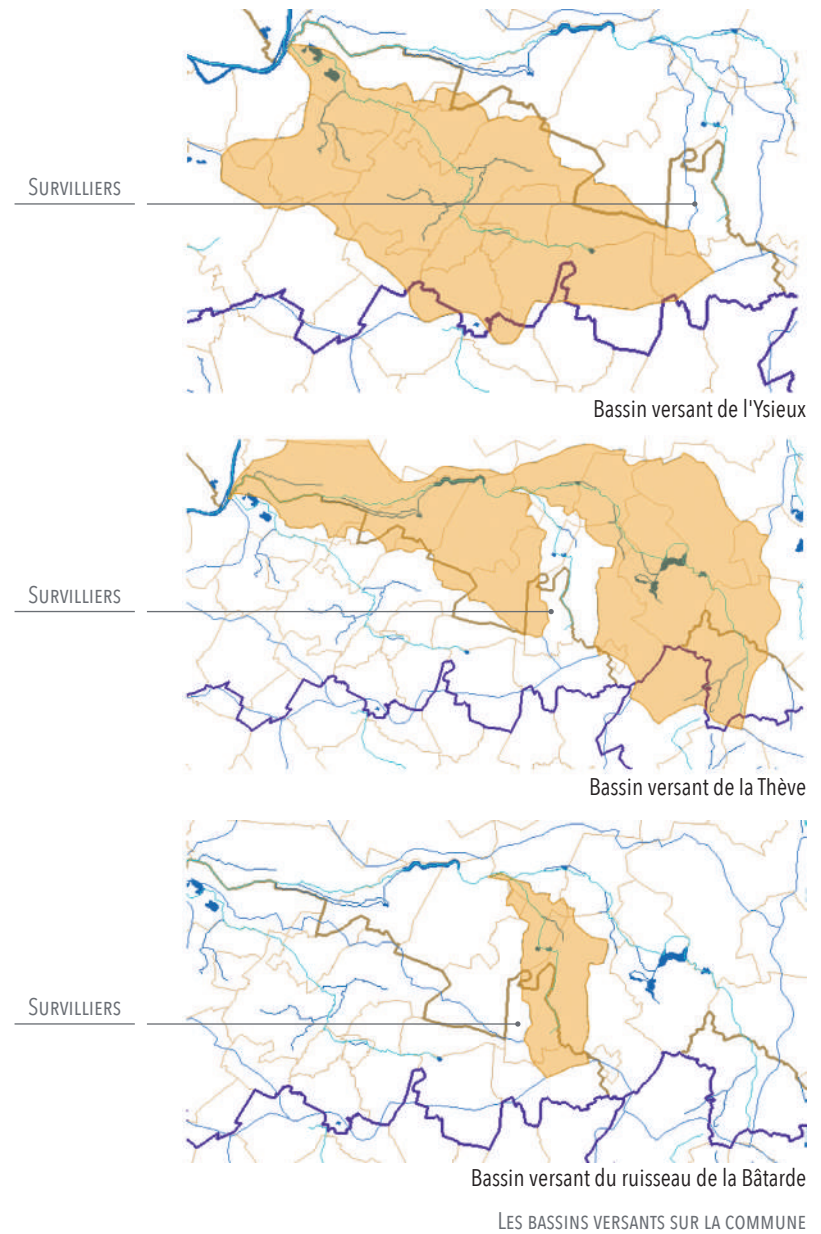 SURVILLIERS
Bassin versant de l'Ysieux
SURVILLIERS
Bassin versant de la Thève
SURVILLIERS
Bassin versant du ruisseau de la Bâtarde
LES BASSINS VERSANTS SUR LA COMMUNE